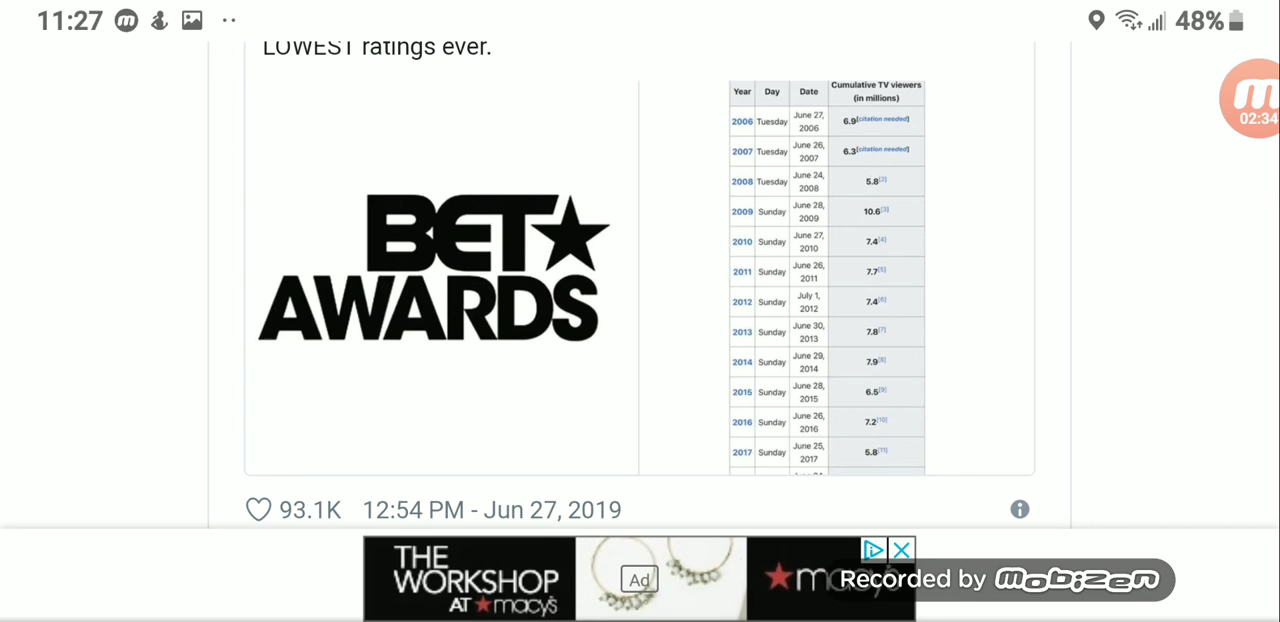 11:27 48%
LOWEST ratings ever.
02:34
BET
AWARDS
Year Day Date Cumulative TV viewers (in millions)
2006 Tuesday June 27, 2006 6.9[citation needed]
2007 Tuesday June 26, 2007 6.3[citation needed]
2008 Tuesday June 24, 2008 5.8[2]
2009 Sunday June 28, 2009 10.6[3]
2010 Sunday June 27, 2010 7.4[4]
2011 Sunday June 26, 2011 7.7[5]
2012 Sunday July 1, 2012 7.4[6]
2013 Sunday June 30, 2013 7.8[7]
2014 Sunday June 29, 2014 7.9[8]
2015 Sunday June 28, 2015 6.5[9]
2016 Sunday June 26, 2016 7.2[10]
2017 Sunday June 25, 2017 5.8[11]
93.1K 12:54 PM - Jun 27, 2019
THE
WORKSHOP
AT macy's
Ad
macy's
Recorded by mobizen